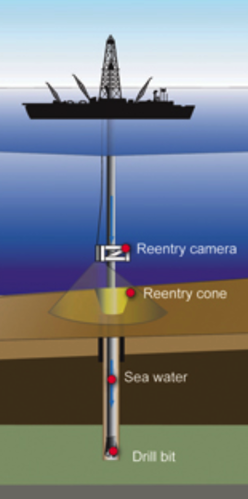 Reentry camera
Reentry cone
Sea water
Drill bit